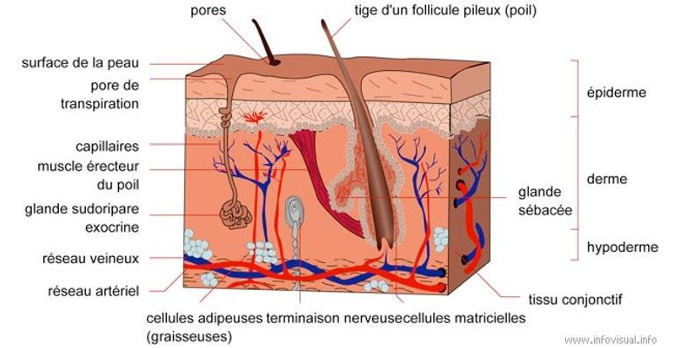 pores
tige d'un follicule pileux (poil)
surface de la peau
pore de
transpiration
capillaires
muscle érecteur
du poil
glande sudoripare
exocrine
réseau veineux
réseau artériel
cellules adipeuses
(graisseuses)
terminaison nerveuse
cellules matricielles
épiderme
derme
glande
sébacée
hypoderme
tissu conjonctif
www.infovisual.info